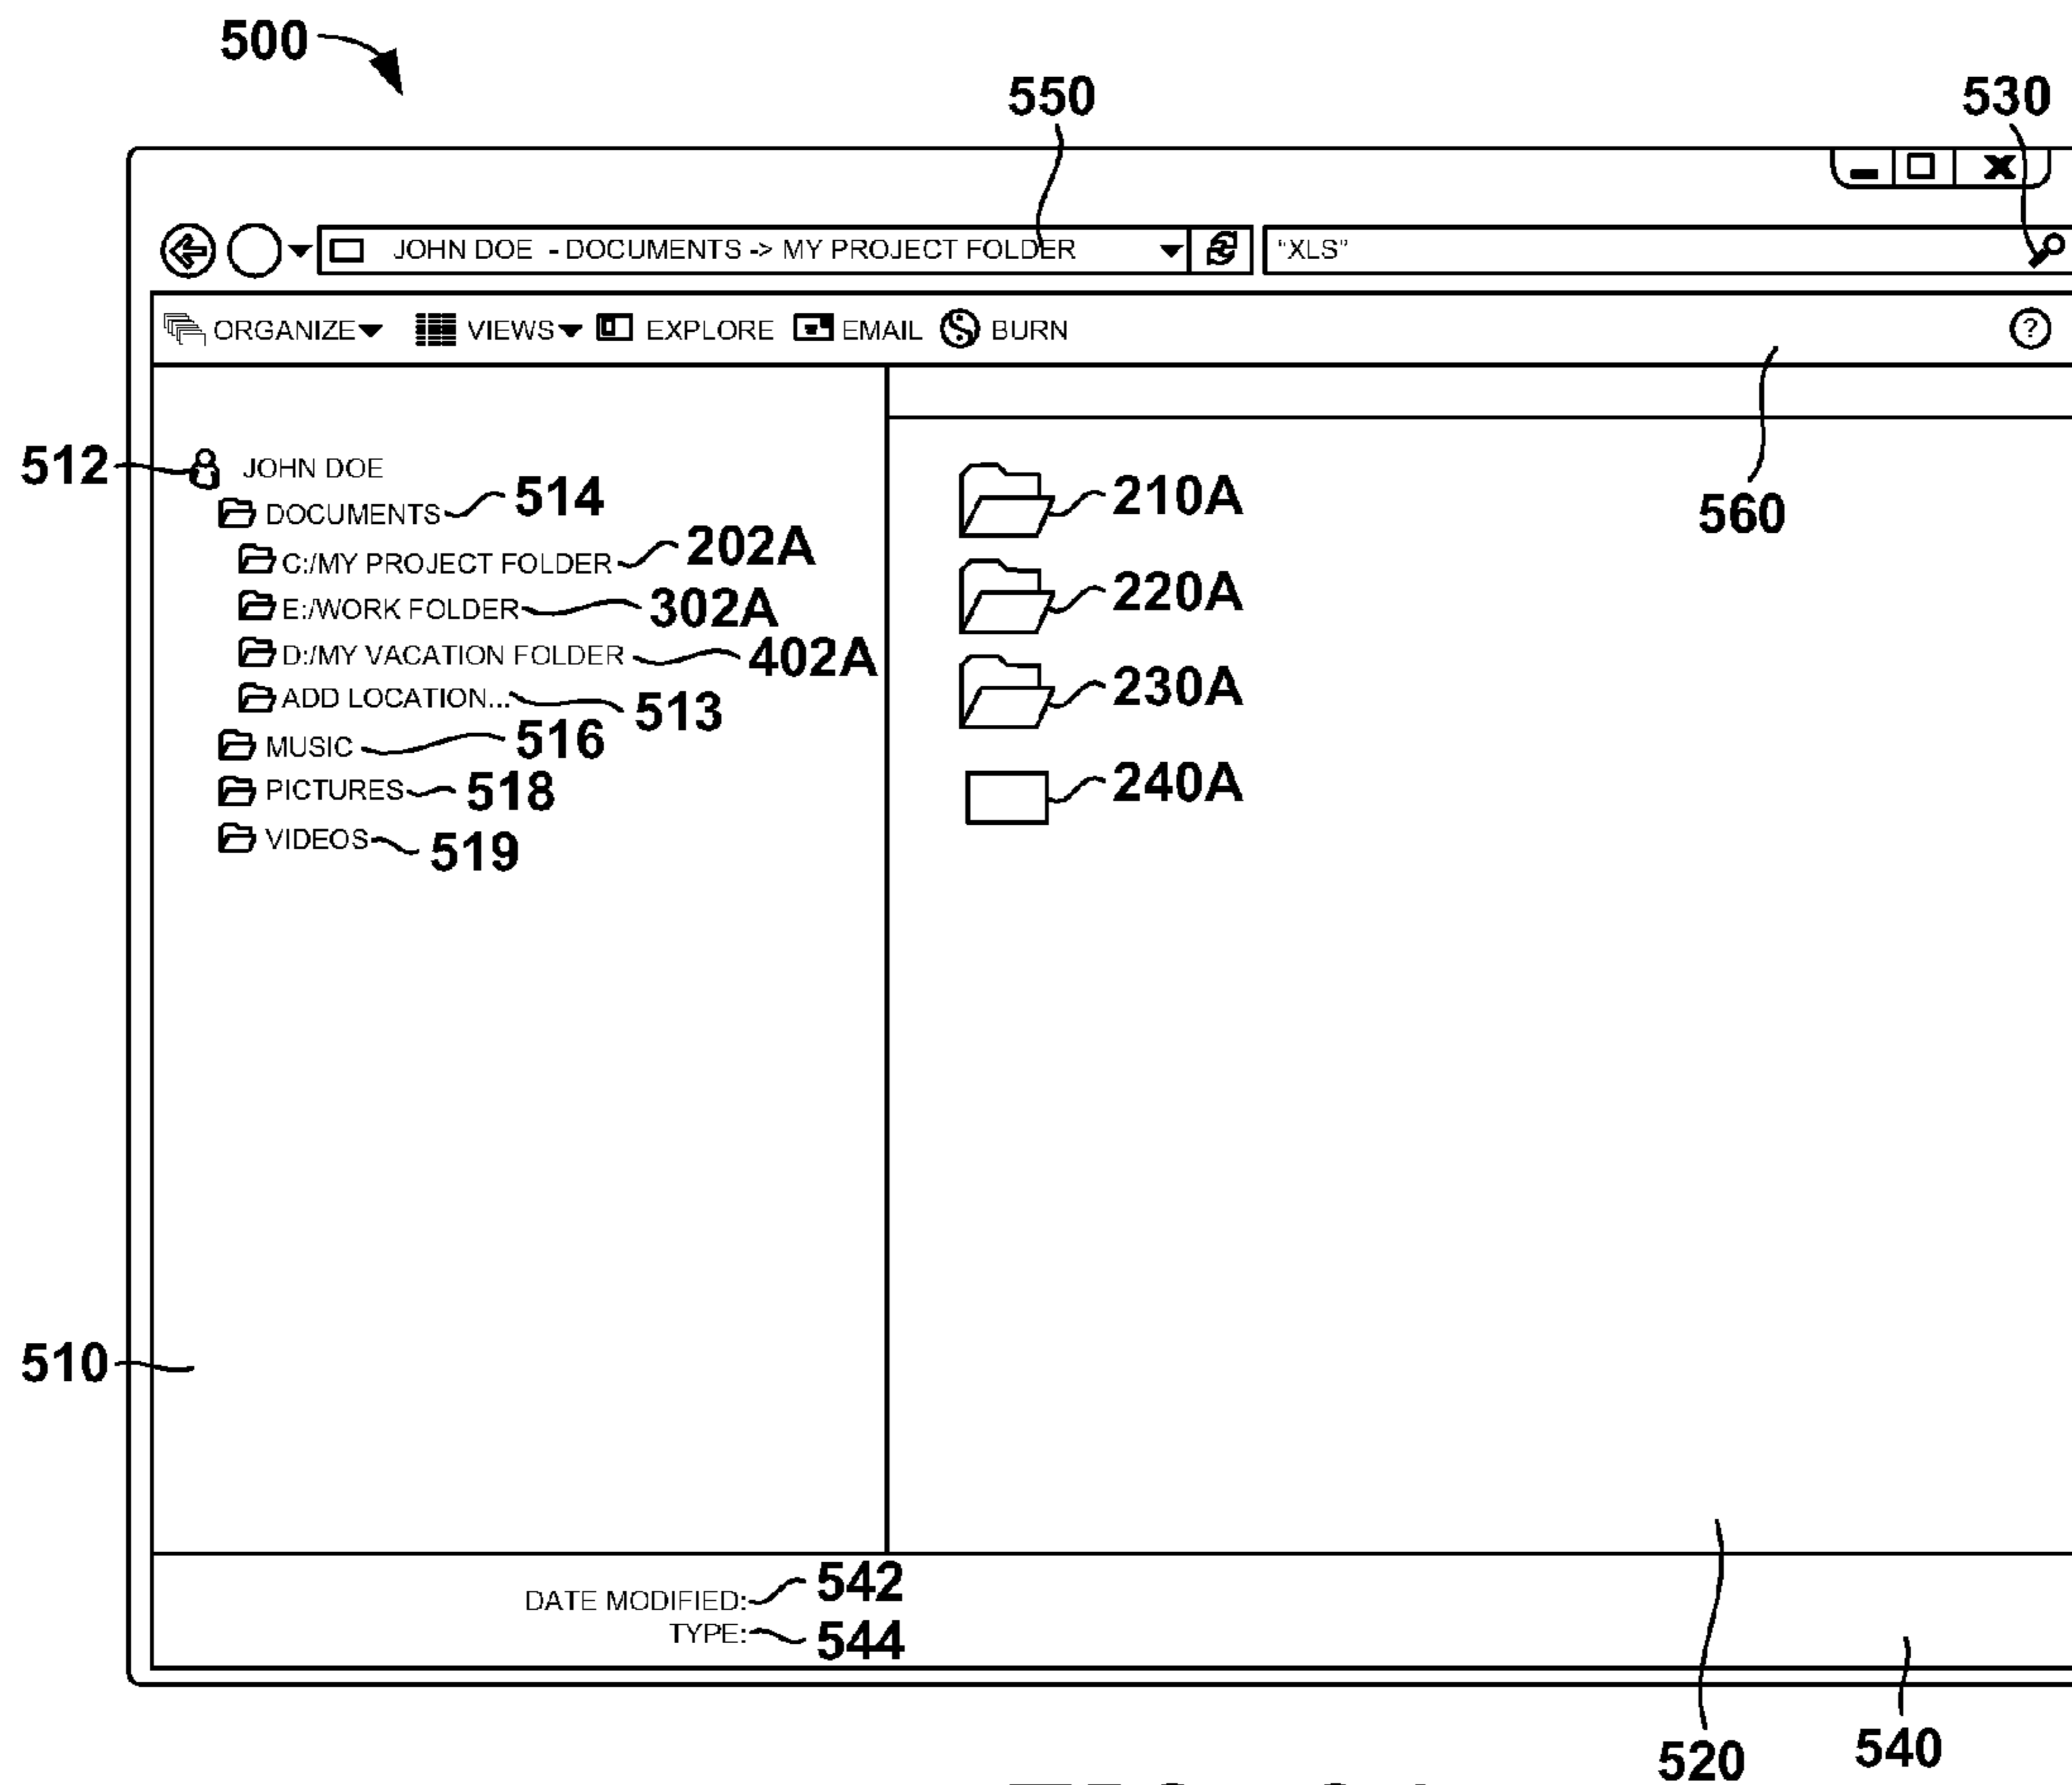 500
550
530
JOHN DOE - DOCUMENTS -> MY PROJECT FOLDER
"XLS"
ORGANIZE VIEWS EXPLORE EMAIL BURN ?
560
512 JOHN DOE
DOCUMENTS 514
C:/MY PROJECT FOLDER 202A
E:/WORK FOLDER 302A
D:/MY VACATION FOLDER 402A
ADD LOCATION... 513
MUSIC 516
PICTURES 518
VIDEOS 519
210A
220A
230A
240A
510
DATE MODIFIED: 542
TYPE: 544
520
540